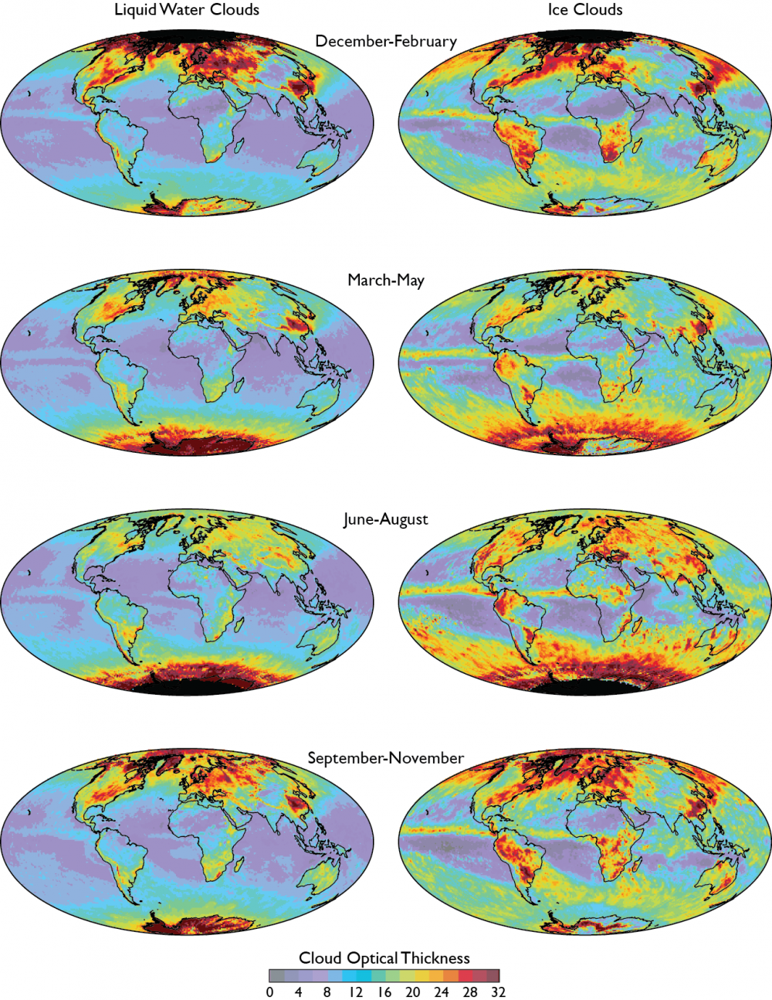 Liquid Water Clouds
Ice Clouds
December-February
March-May
June-August
September-November
Cloud Optical Thickness
0 4 8 12 16 20 24 28 32